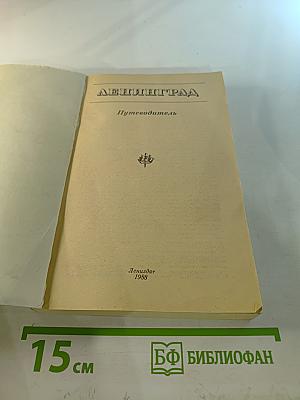 ЛЕНИНГРАД
Путеводитель
Лениздат
1988
15 см
БФ БИБЛИОФАН